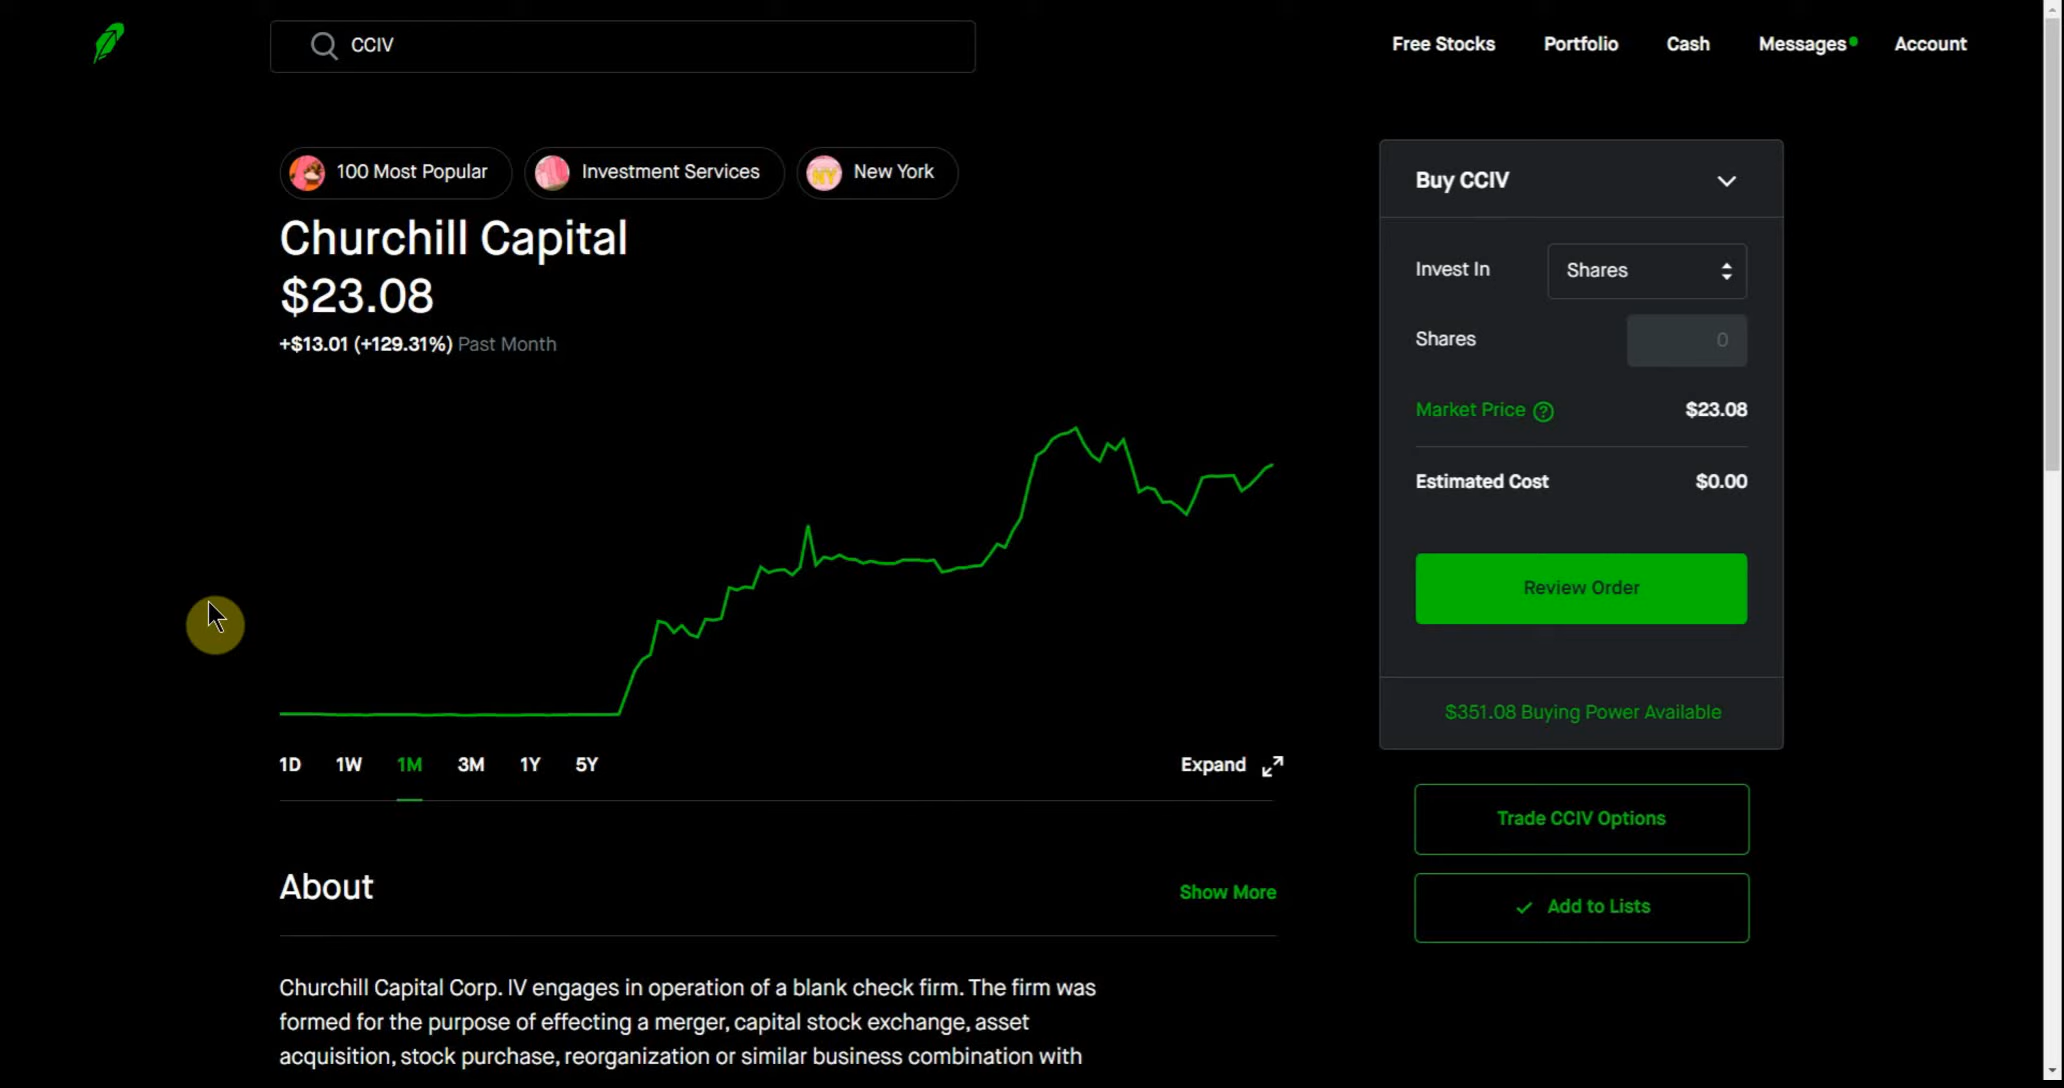 CCIV
Free Stocks
Portfolio
Cash
Messages
Account
100 Most Popular
Investment Services
NY
New York
Churchill Capital
$23.08
+$13.01 (+129.31%) Past Month
1D
1W
1M
3M
1Y
5Y
Expand
About
Show More
Churchill Capital Corp. IV engages in operation of a blank check firm. The firm was
formed for the purpose of effecting a merger, capital stock exchange, asset
acquisition, stock purchase, reorganization or similar business combination with
Buy CCIV
Invest In
Shares
Shares
0
Market Price ?
$23.08
Estimated Cost
$0.00
Review Order
$351.08 Buying Power Available
Trade CCIV Options
Add to Lists